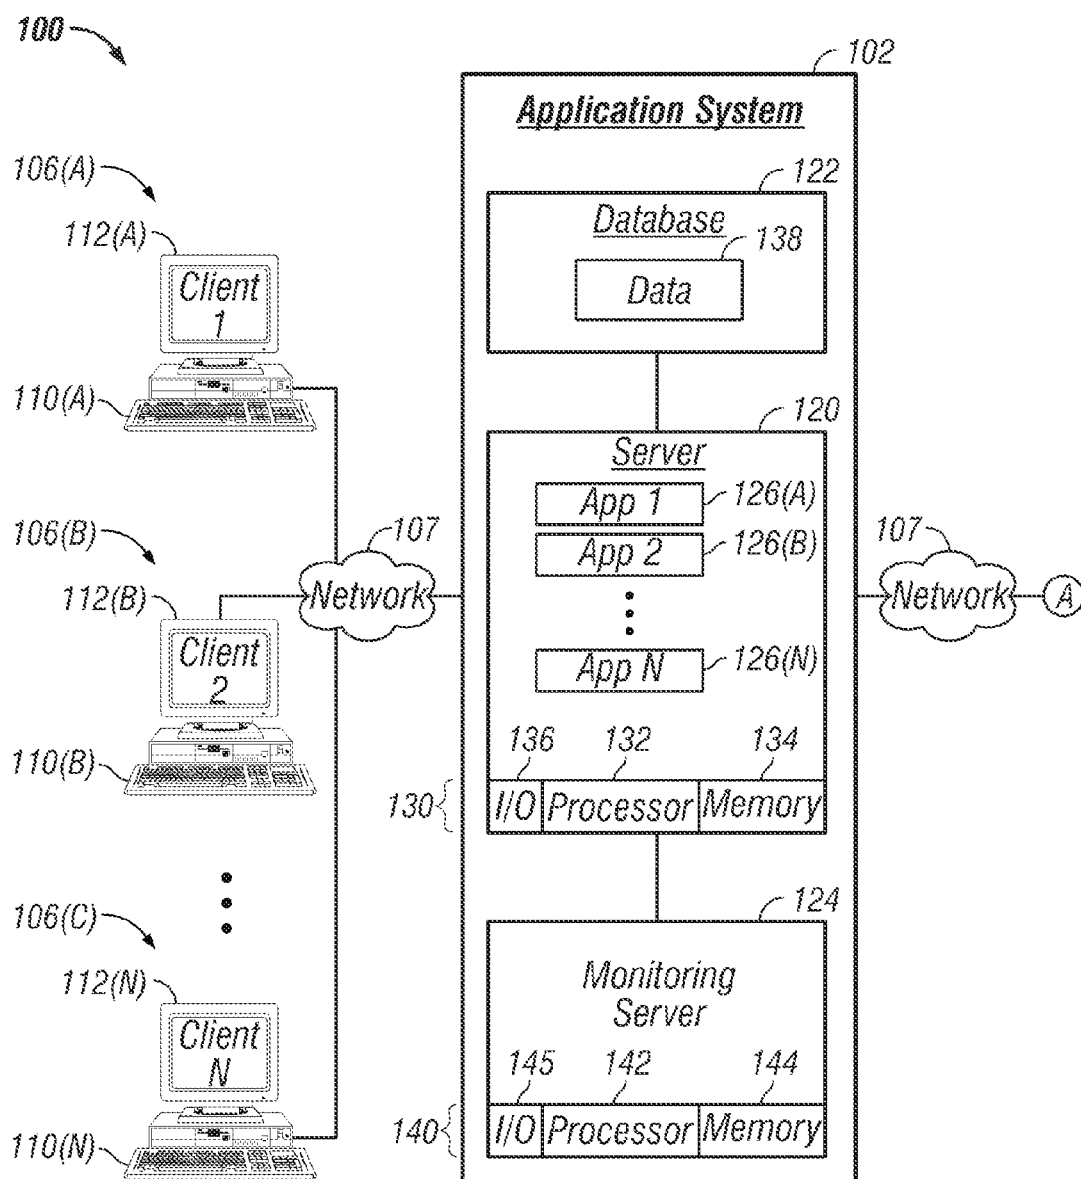 100
102
Application System
106(A)
122
112(A)
Database
138
Client
1
Data
110(A)
120
Server
App 1
126(A)
106(B)
107
App 2
126(B)
107
112(B)
Network
Network
A
Client
2
App N
126(N)
110(B)
136
132
134
130
I/O
Processor
Memory
106(C)
124
112(N)
Monitoring
Server
Client
N
145
142
144
110(N)
140
I/O
Processor
Memory